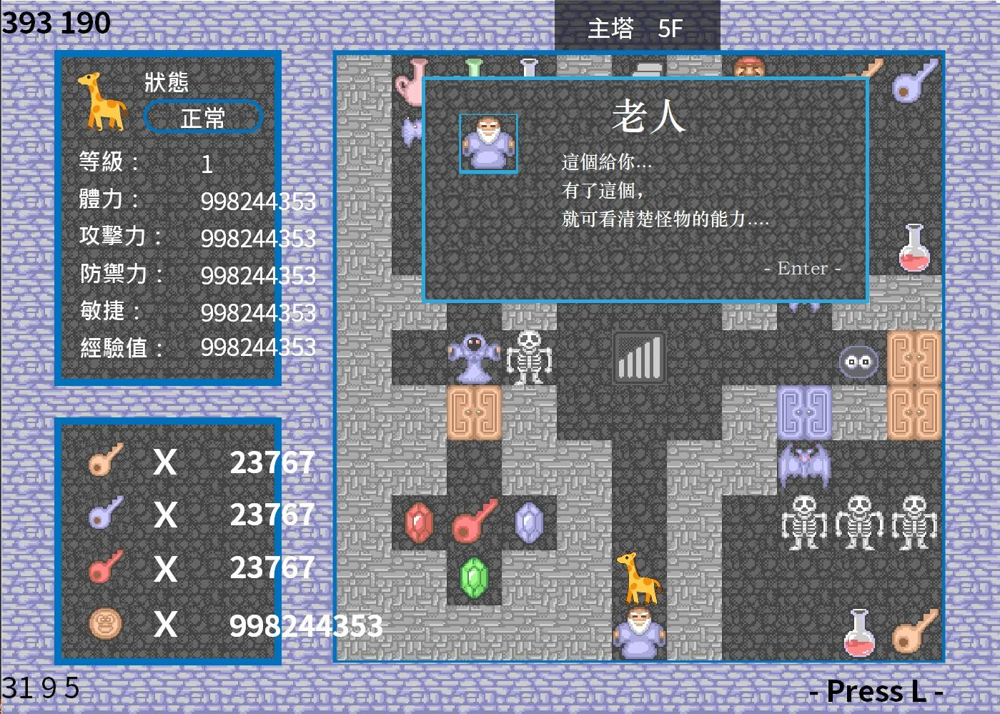 393 190
主塔 5F
狀態
正常
等級： 1
體力： 998244353
攻擊力： 998244353
防禦力： 998244353
敏捷： 998244353
經驗值： 998244353
X 23767
X 23767
X 23767
X 998244353
老人
這個給你...
有了這個，
就可看清楚怪物的能力....
- Enter -
31 9 5
- Press L -